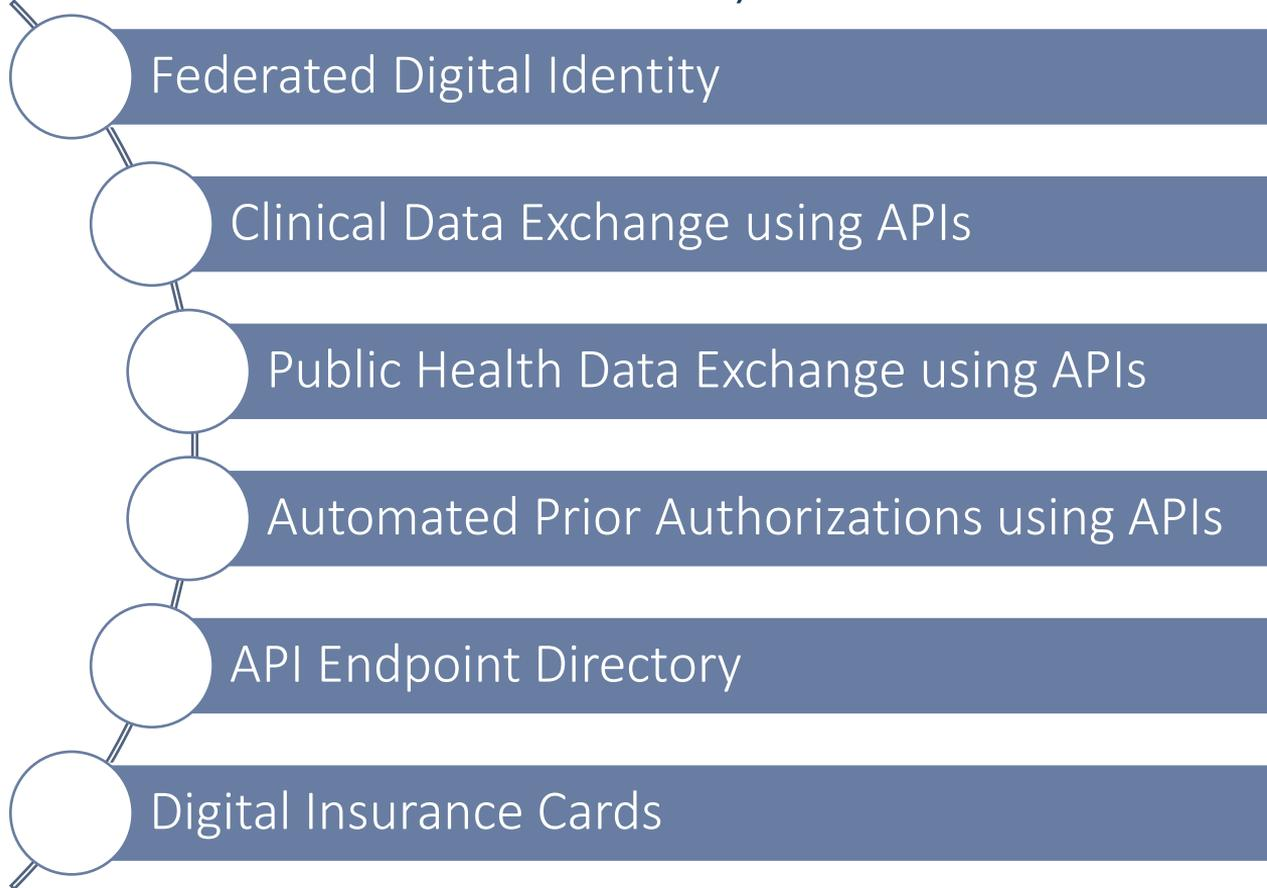 Federated Digital Identity
Clinical Data Exchange using APIs
Public Health Data Exchange using APIs
Automated Prior Authorizations using APIs
API Endpoint Directory
Digital Insurance Cards